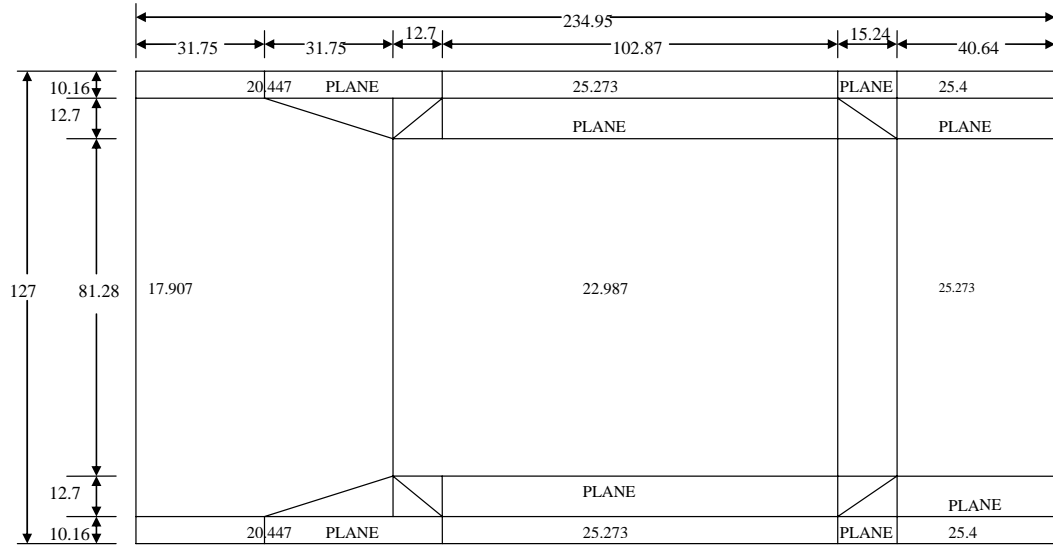 234.95
31.75 31.75 12.7 102.87 15.24 40.64
10.16 20.447 PLANE 25.273 PLANE 25.4
12.7 PLANE PLANE
127 81.28 17.907 22.987 25.273
12.7 PLANE PLANE
10.16 20.447 PLANE 25.273 PLANE 25.4